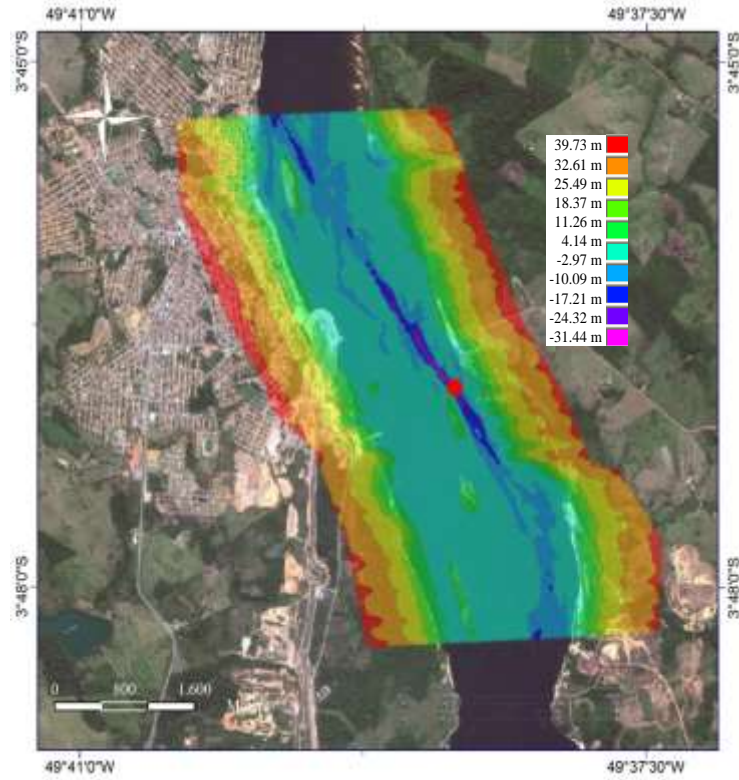 49°41'0"W 49°37'30"W
3°45'0"S 3°45'0"S
39.73 m
32.61 m
25.49 m
18.37 m
11.26 m
4.14 m
-2.97 m
-10.09 m
-17.21 m
-24.32 m
-31.44 m
3°48'0"S 3°48'0"S
0 800 1.600
49°41'0"W 49°37'30"W